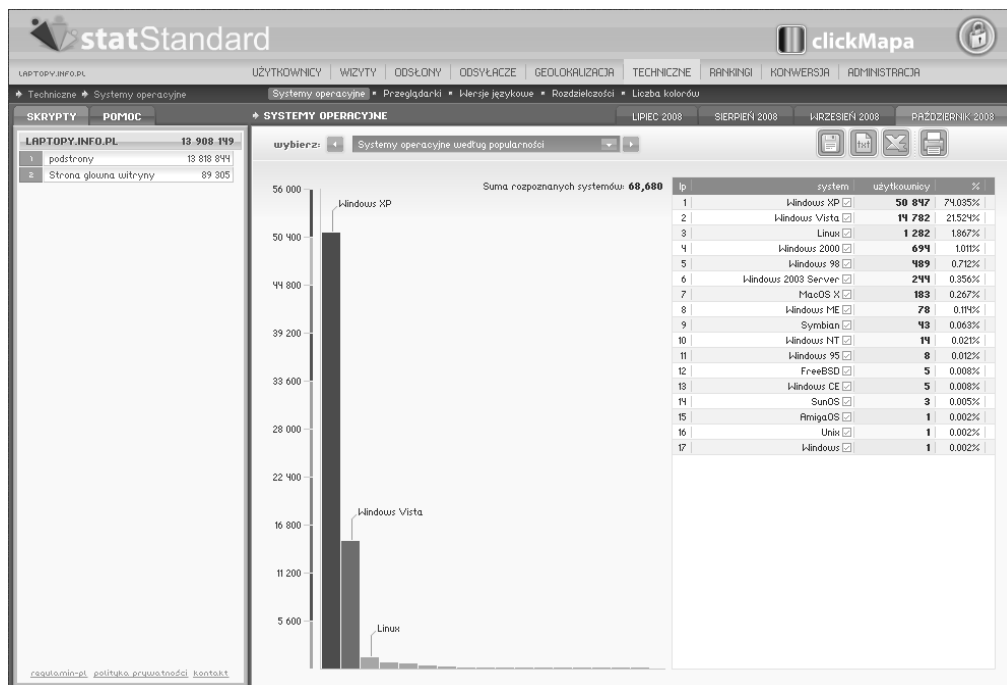 statStandard
clickMapa
LAPTOPY.INFO.PL
UŻYTKOWNICY WIZYTY ODSŁONY ODSYŁACZE GEOLOKALIZACJA TECHNICZNE RANKINGI KONWERSJA ADMINISTRACJA
Techniczne Systemy operacyjne
Systemy operacyjne Przeglądarki Wersje językowe Rozdzielczości Liczba kolorów
SKRYPTY POMOC
SYSTEMY OPERACYJNE
LIPIEC 2008 SIERPIEŃ 2008 WRZESIEŃ 2008 PAŹDZIERNIK 2008
LAPTOPY.INFO.PL 13 908 149
1 podstrony 13 818 844
2 Strona glowna witryny 89 305
wybierz: Systemy operacyjne według popularności
txt
Suma rozpoznanych systemów: 68,680
56 000
50 400
44 800
39 200
33 600
28 000
22 400
16 800
11 200
5 600
Windows XP
Windows Vista
Linux
lp system użytkownicy %
1 Windows XP 50 847 74.035%
2 Windows Vista 14 782 21.524%
3 Linux 1 282 1.867%
4 Windows 2000 694 1.011%
5 Windows 98 489 0.712%
6 Windows 2003 Server 244 0.356%
7 MacOS X 183 0.267%
8 Windows ME 78 0.114%
9 Symbian 43 0.063%
10 Windows NT 14 0.021%
11 Windows 95 8 0.012%
12 FreeBSD 5 0.008%
13 Windows CE 5 0.008%
14 SunOS 3 0.005%
15 AmigaOS 1 0.002%
16 Unix 1 0.002%
17 Windows 1 0.002%
regulamin-pl polityka prywatności kontakt